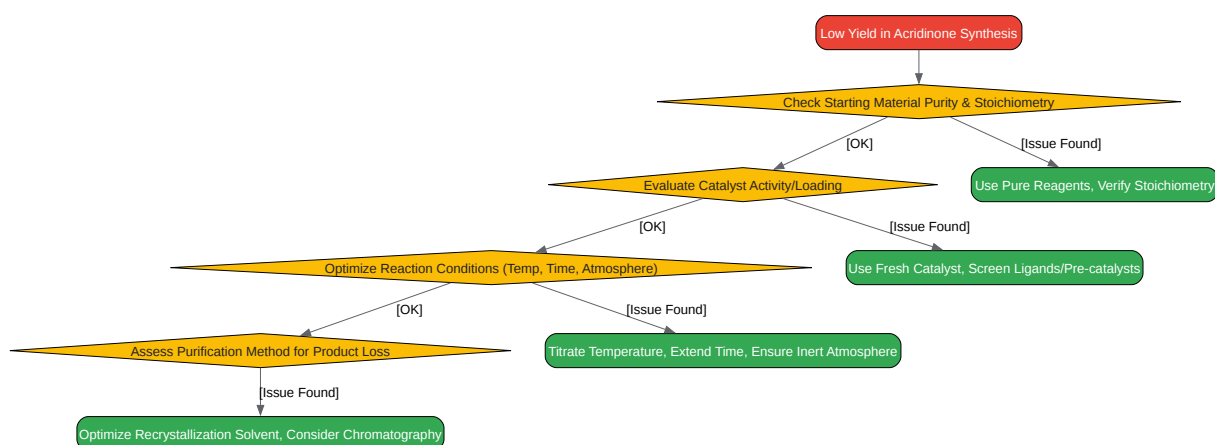 Low Yield in Acridinone Synthesis
Check Starting Material Purity & Stoichiometry
[OK]
[Issue Found]
Evaluate Catalyst Activity/Loading
Use Pure Reagents, Verify Stoichiometry
[OK]
[Issue Found]
Optimize Reaction Conditions (Temp, Time, Atmosphere)
Use Fresh Catalyst, Screen Ligands/Pre-catalysts
[OK]
[Issue Found]
Assess Purification Method for Product Loss
Titrate Temperature, Extend Time, Ensure Inert Atmosphere
[Issue Found]
Optimize Recrystallization Solvent, Consider Chromatography